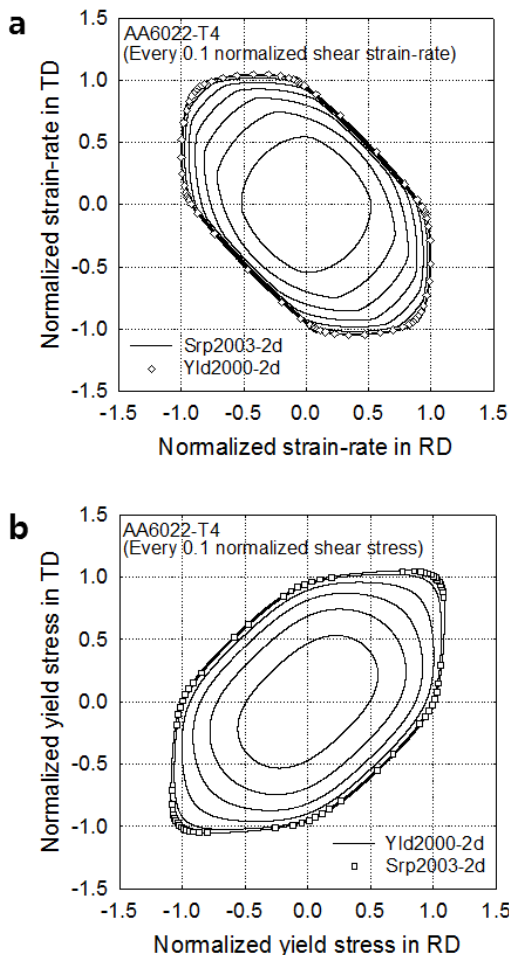 a
AA6022-T4
(Every 0.1 normalized shear strain-rate)
1.5
1.0
0.5
0.0
-0.5
-1.0
-1.5
Normalized strain-rate in TD
Srp2003-2d
Yld2000-2d
-1.5 -1.0 -0.5 0.0 0.5 1.0 1.5
Normalized strain-rate in RD
b
AA6022-T4
(Every 0.1 normalized shear stress)
1.5
1.0
0.5
0.0
-0.5
-1.0
-1.5
Normalized yield stress in TD
Yld2000-2d
Srp2003-2d
-1.5 -1.0 -0.5 0.0 0.5 1.0 1.5
Normalized yield stress in RD